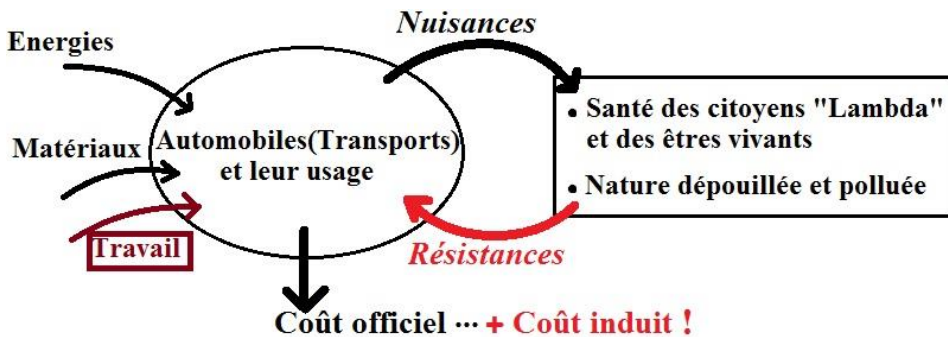 Nuisances
Energies
Santé des citoyens "Lambda"
et des êtres vivants
Matériaux
Automobiles(Transports)
et leur usage
Nature dépouillée et polluée
Travail
Résistances
Coût officiel ... + Coût induit !